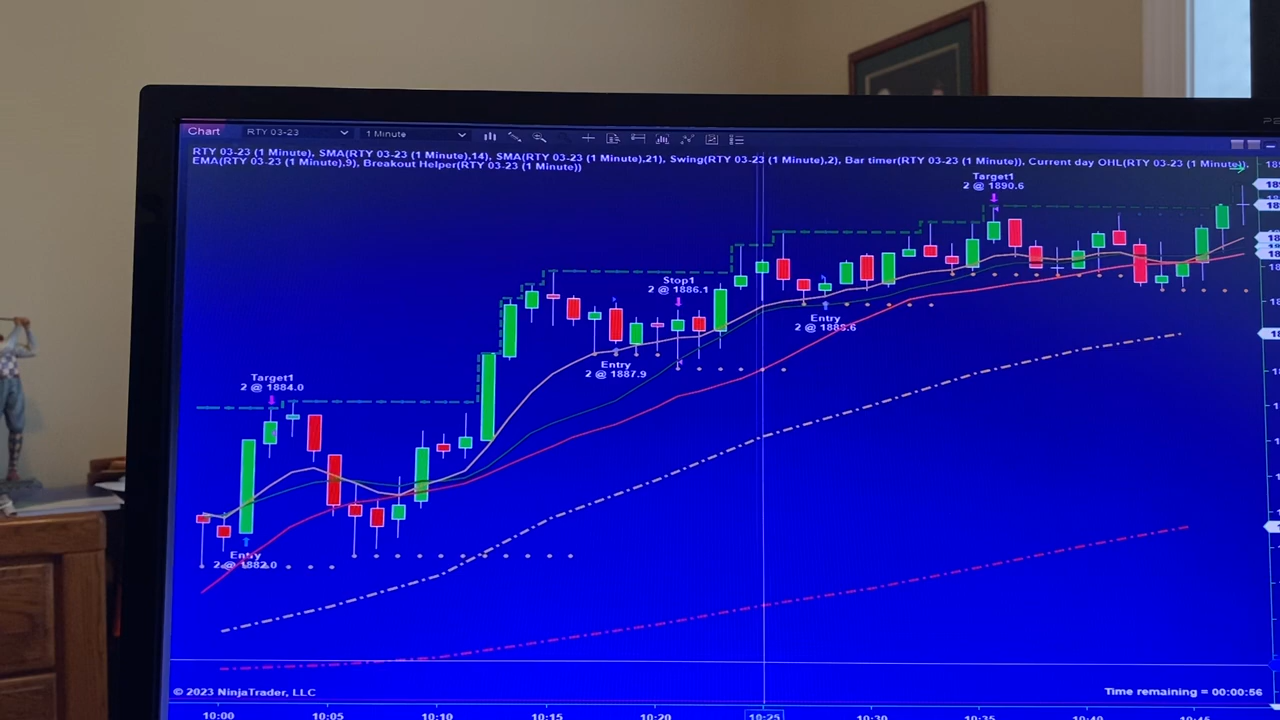 Chart RTY 03-23 1 Minute
RTY 03-23 (1 Minute), SMA(RTY 03-23 (1 Minute),14), SMA(RTY 03-23 (1 Minute),21), Swing(RTY 03-23 (1 Minute),2), Bar timer(RTY 03-23 (1 Minute)), Current day OHL(RTY 03-23 (1 Minute)),
EMA(RTY 03-23 (1 Minute),9), Breakout Helper(RTY 03-23 (1 Minute))
Target1
2 @ 1890.6
Stop1
2 @ 1886.1
Entry
2 @ 1888.6
Entry
2 @ 1887.9
Target1
2 @ 1884.0
Entry
2 @ 1882.0
© 2023 NinjaTrader, LLC
Time remaining = 00:00:56
10:00 10:05 10:10 10:15 10:20 10:25 10:30 10:35 10:40 10:45